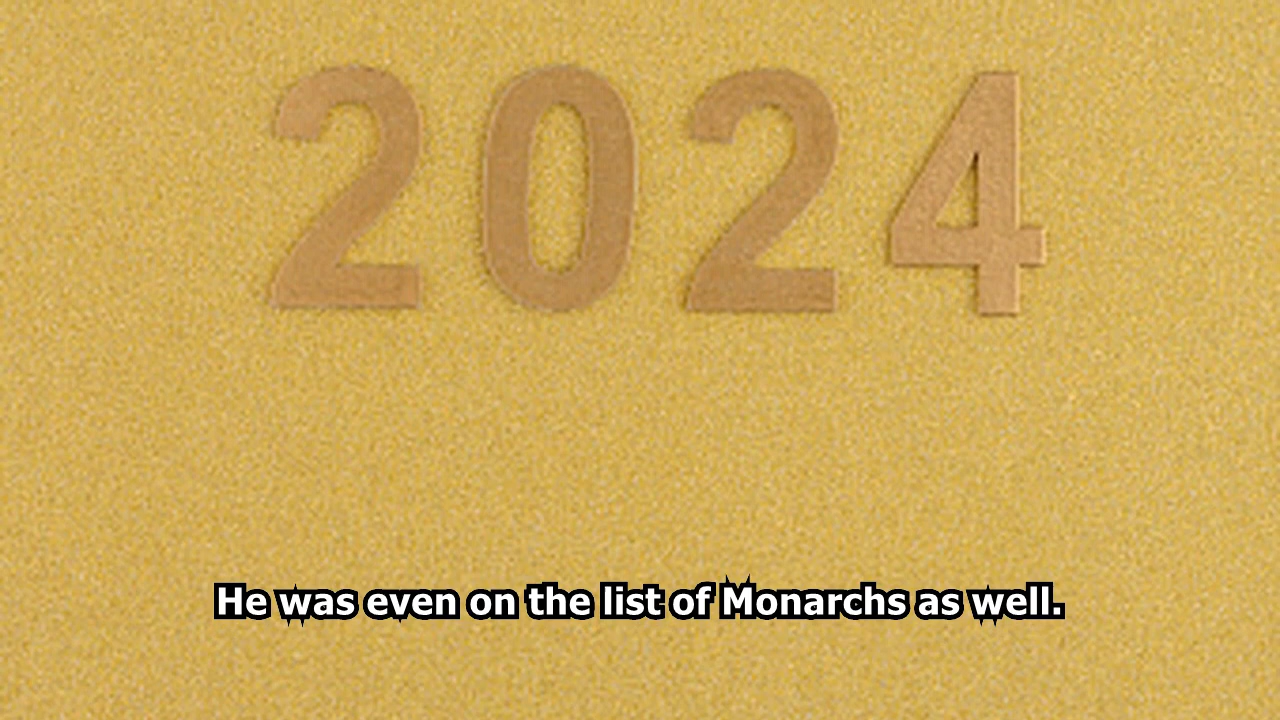 2024
He was even on the list of Monarchs as well.